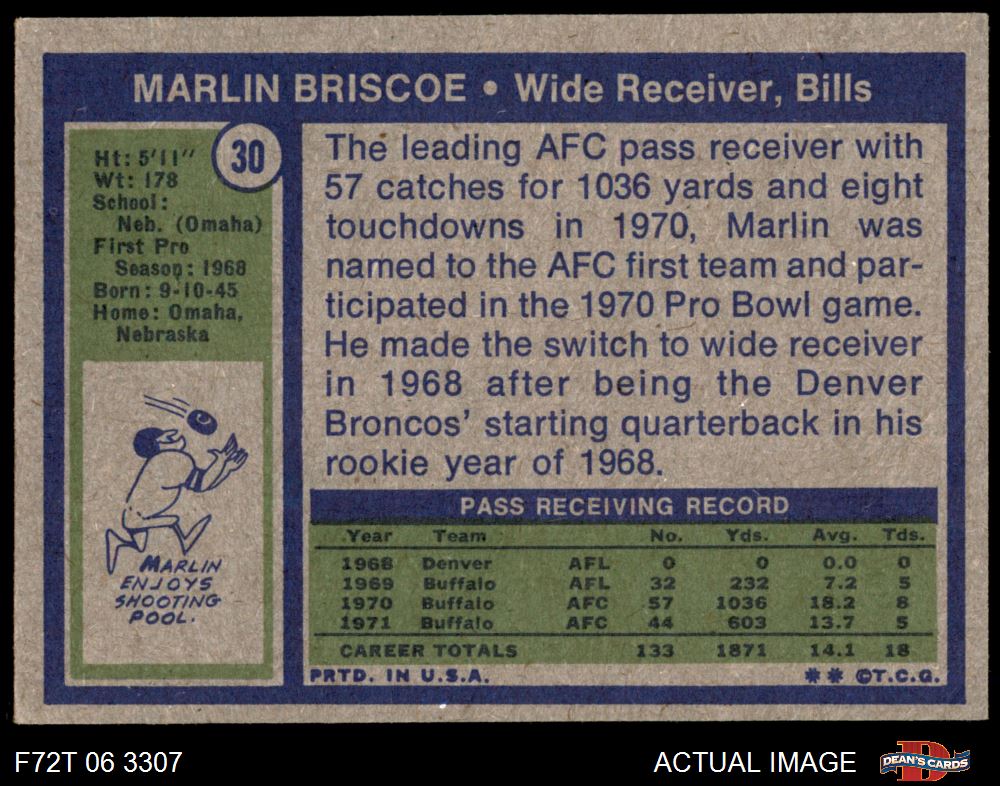 MARLIN BRISCOE • Wide Receiver, Bills
30
Ht: 5'11"
Wt: 178
School:
Neb. (Omaha)
First Pro
Season: 1968
Born: 9-10-45
Home: Omaha,
Nebraska
MARLIN
ENJOYS
SHOOTING
POOL.
The leading AFC pass receiver with
57 catches for 1036 yards and eight
touchdowns in 1970, Marlin was
named to the AFC first team and par-
ticipated in the 1970 Pro Bowl game.
He made the switch to wide receiver
in 1968 after being the Denver
Broncos' starting quarterback in his
rookie year of 1968.
PASS RECEIVING RECORD
Year Team No. Yds. Avg. Tds.
1968 Denver AFL 0 0 0.0 0
1969 Buffalo AFL 32 232 7.2 5
1970 Buffalo AFC 57 1036 18.2 8
1971 Buffalo AFC 44 603 13.7 5
CAREER TOTALS 133 1871 14.1 18
PRTD. IN U.S.A. ** ©T.C.G.
F72T 06 3307 ACTUAL IMAGE DEAN'S CARDS